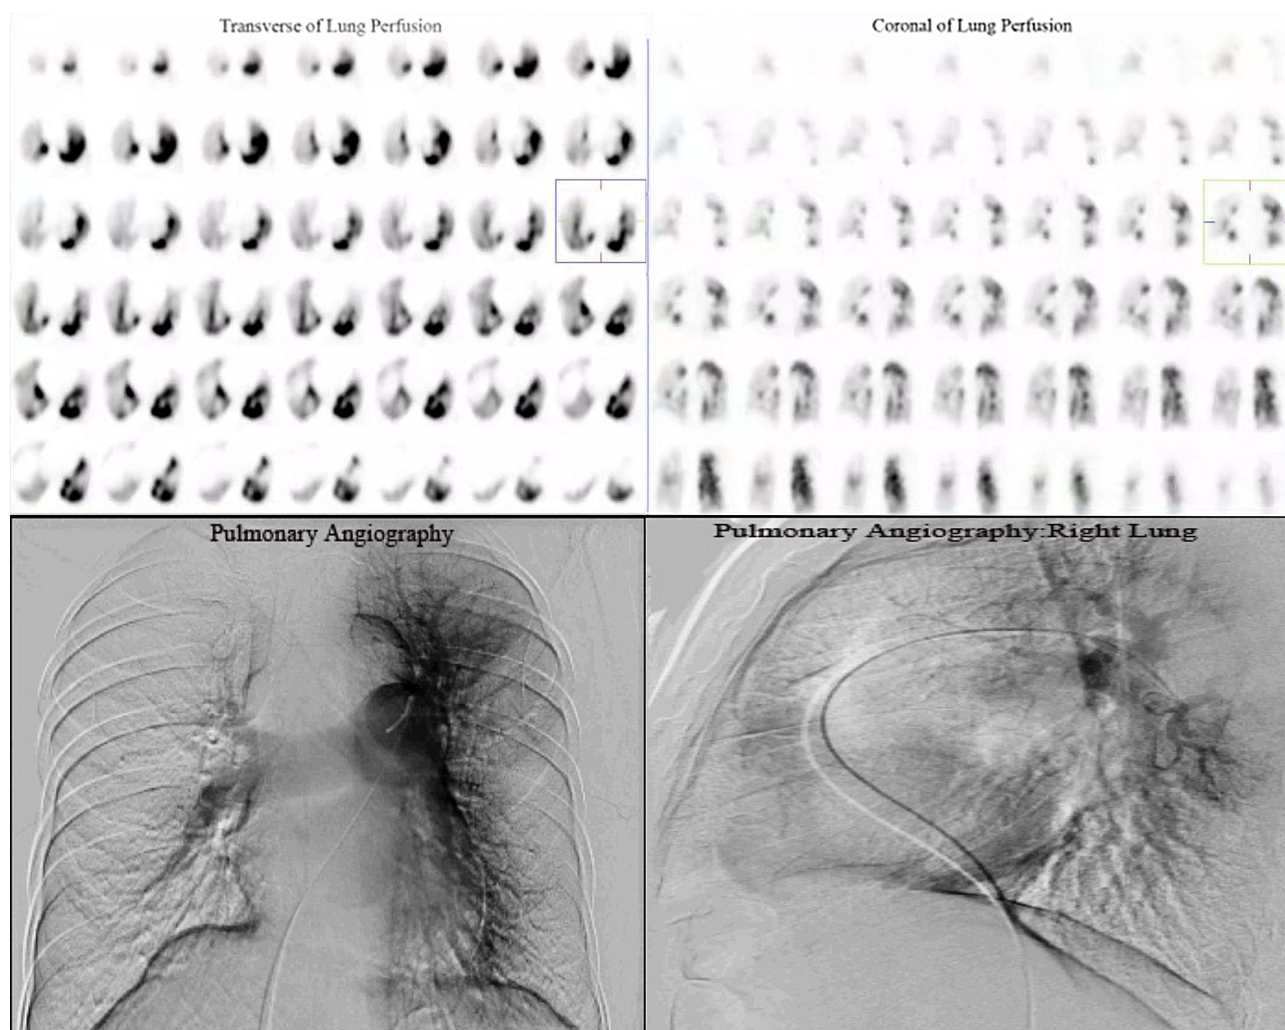 Transverse of Lung Perfusion
Coronal of Lung Perfusion
Pulmonary Angiography
Pulmonary Angiography:Right Lung